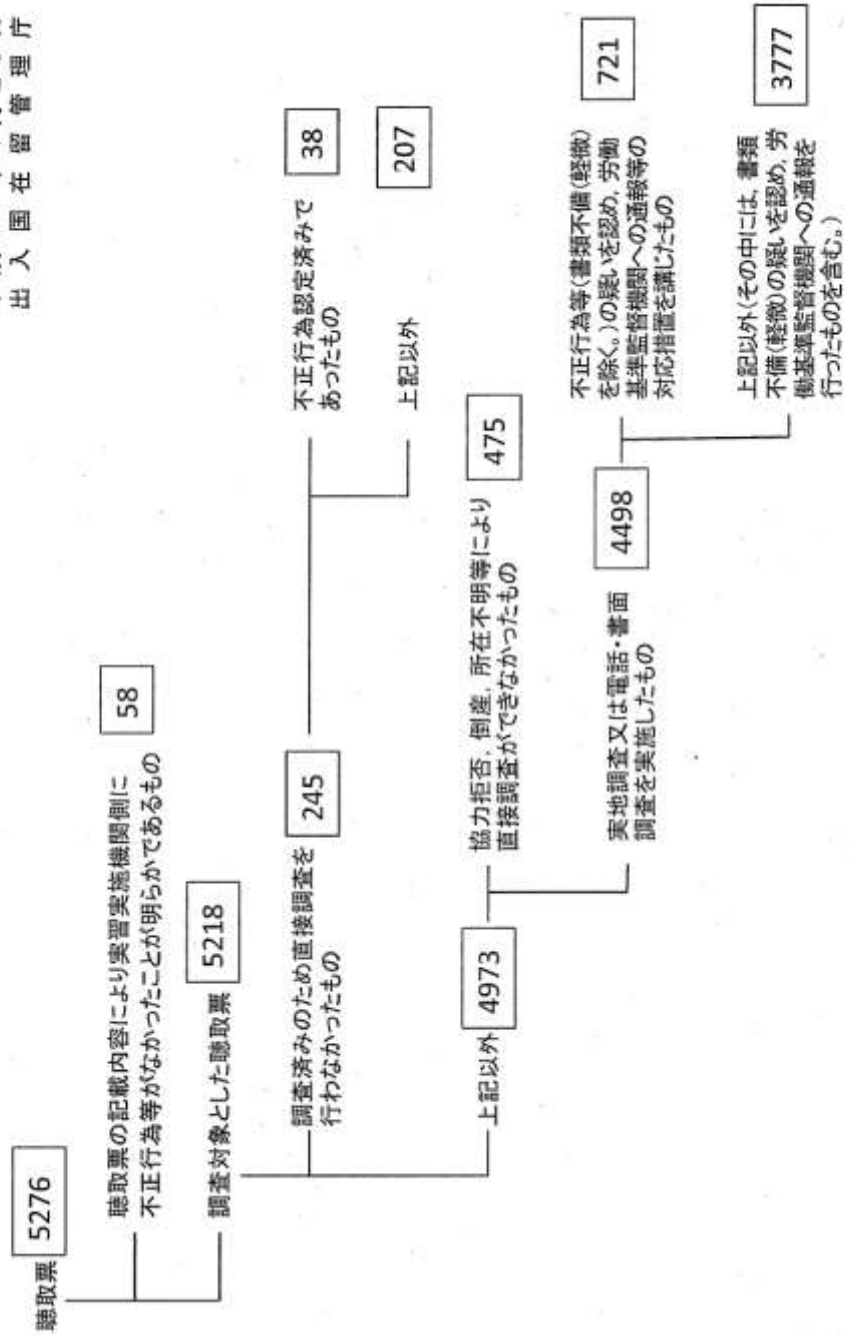 出入国在留管理庁
聴取票
5276
聴取票の記載内容により実習実施機関側に
不正行為等がなかったことが明らかであるもの
58
調査対象とした聴取票
5218
調査済みのため直接調査を
行わなかったもの
245
不正行為認定済みで
あったもの
38
上記以外
207
上記以外
4973
協力拒否，倒産，所在不明等により
直接調査ができなかったもの
475
実地調査又は電話・書面
調査を実施したもの
4498
不正行為等(書類不備(軽微)
を除く。)の疑いを認め，労働
基準監督機関への通報等の
対応措置を講じたもの
721
上記以外(その中には，書類
不備(軽微)の疑いを認め，労
働基準監督機関への通報を
行ったものを含む。)
3777